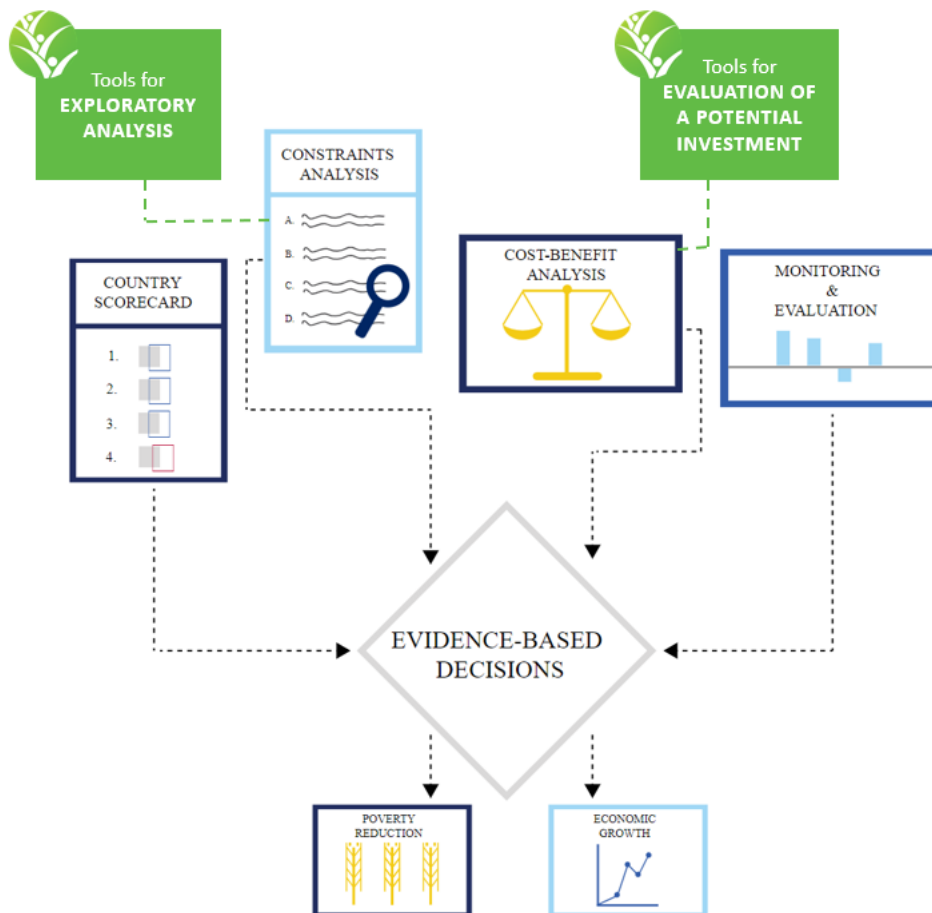 Tools for
EXPLORATORY
ANALYSIS
Tools for
EVALUATION OF
A POTENTIAL
INVESTMENT
CONSTRAINTS
ANALYSIS
A.
B.
C.
D.
COUNTRY
SCORECARD
1.
2.
3.
4.
COST-BENEFIT
ANALYSIS
MONITORING
&
EVALUATION
EVIDENCE-BASED
DECISIONS
POVERTY
REDUCTION
ECONOMIC
GROWTH